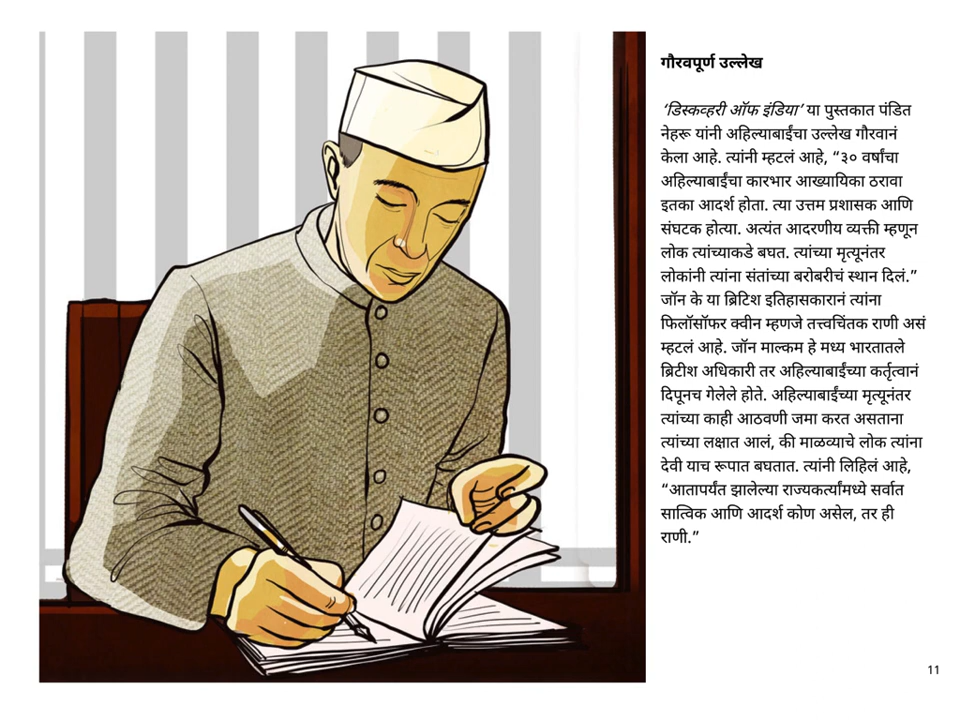 गौरवपूर्ण उल्लेख
‘डिस्कव्हरी ऑफ इंडिया’ या पुस्तकात पंडित
नेहरू यांनी अहिल्याबाईंचा उल्लेख गौरवानं
केला आहे. त्यांनी म्हटलं आहे, “३० वर्षांचा
अहिल्याबाईंचा कारभार आख्यायिका ठरावा
इतका आदर्श होता. त्या उत्तम प्रशासक आणि
संघटक होत्या. अत्यंत आदरणीय व्यक्ती म्हणून
लोक त्यांच्याकडे बघत. त्यांच्या मृत्यूनंतर
लोकांनी त्यांना संतांच्या बरोबरीचं स्थान दिलं.”
जॉन के या ब्रिटिश इतिहासकारानं त्यांना
फिलॉसॉफर क्वीन म्हणजे तत्त्वचिंतक राणी असं
म्हटलं आहे. जॉन माल्कम हे मध्य भारतातले
ब्रिटीश अधिकारी तर अहिल्याबाईंच्या कर्तृत्वानं
दिपूनच गेलेले होते. अहिल्याबाईंच्या मृत्यूनंतर
त्यांच्या काही आठवणी जमा करत असताना
त्यांच्या लक्षात आलं, की माळव्याचे लोक त्यांना
देवी याच रूपात बघतात. त्यांनी लिहिलं आहे,
“आतापर्यंत झालेल्या राज्यकर्त्यांमध्ये सर्वात
सात्विक आणि आदर्श कोण असेल, तर ही
राणी.”
11